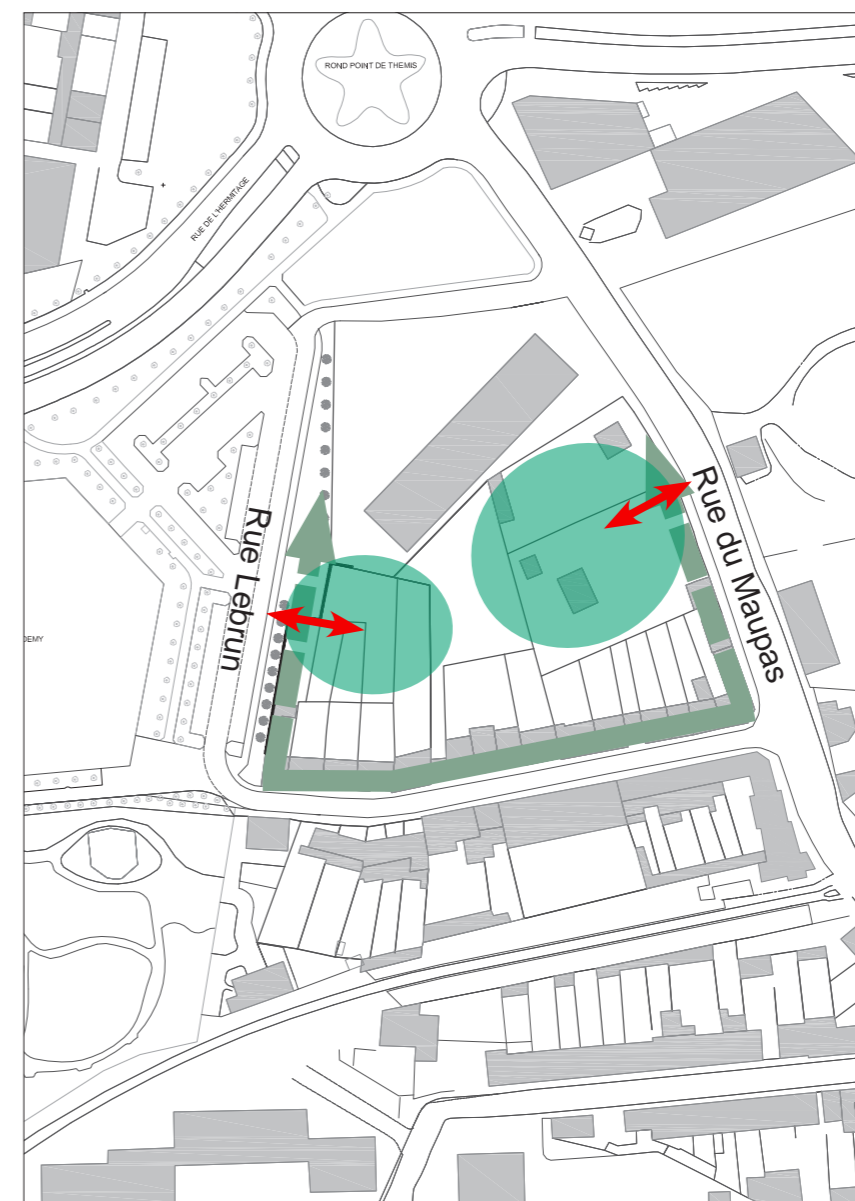 ROND POINT DE THEMIS
RUE DE L'HERMITAGE
Rue du Maupas
Rue Lebrun
DEMY